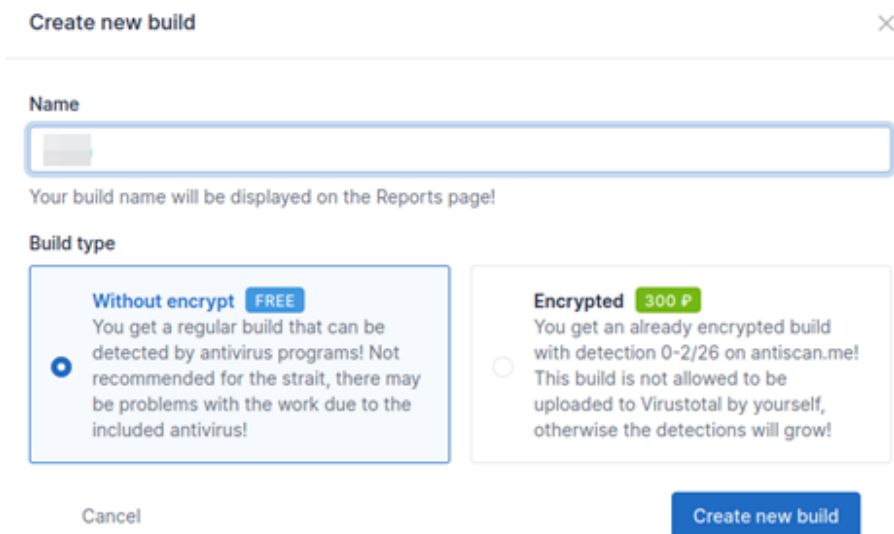 Create new build
Name
Your build name will be displayed on the Reports page!
Build type
Without encrypt FREE
You get a regular build that can be
detected by antivirus programs! Not
recommended for the strait, there may
be problems with the work due to the
included antivirus!
Encrypted 300 ₽
You get an already encrypted build
with detection 0-2/26 on antiscan.me!
This build is not allowed to be
uploaded to Virustotal by yourself,
otherwise the detections will grow!
Cancel
Create new build